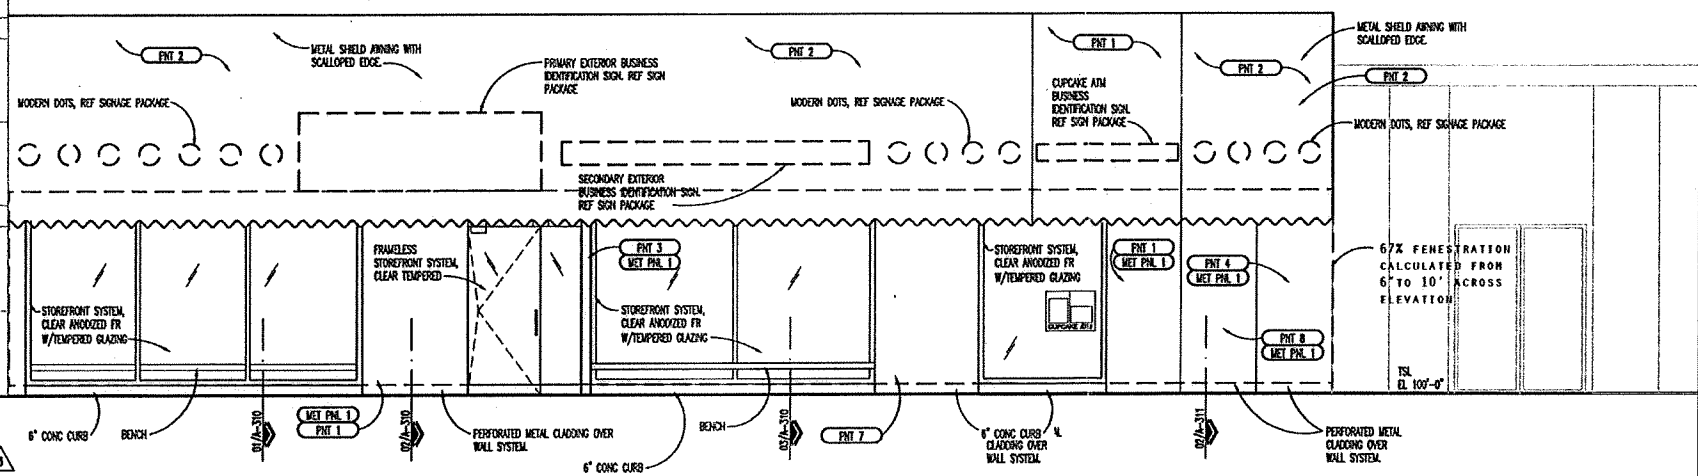 PNT 2
METAL SHIELD AWNING WITH
SCALLOPED EDGE.
PRIMARY EXTERIOR BUSINESS
IDENTIFICATION SIGN. REF SIGN
PACKAGE
PNT 2
PNT 1
PNT 2
METAL SHIELD AWNING WITH
SCALLOPED EDGE.
PNT 2
MODERN DOTS, REF SIGNAGE PACKAGE
MODERN DOTS, REF SIGNAGE PACKAGE
CUPCAKE ATM
BUSINESS
IDENTIFICATION SIGN.
REF SIGN PACKAGE
MODERN DOTS, REF SIGNAGE PACKAGE
SECONDARY EXTERIOR
BUSINESS IDENTIFICATION SIGN.
REF SIGN PACKAGE
FRAMELESS
STOREFRONT SYSTEM,
CLEAR TEMPERED
PNT 3
MET PNL 1
STOREFRONT SYSTEM,
CLEAR ANODIZED FR
W/TEMPERED GLAZING
PNT 1
MET PNL 1
PNT 4
MET PNL 1
67% FENESTRATION
CALCULATED FROM
6" TO 10' ACROSS
ELEVATION
STOREFRONT SYSTEM,
CLEAR ANODIZED FR
W/TEMPERED GLAZING
STOREFRONT SYSTEM,
CLEAR ANODIZED FR
W/TEMPERED GLAZING
CUPCAKE ATM
PNT 8
MET PNL 1
TSL
EL 100'-0"
6" CONC CURB
BENCH
01/A-310
MET PNL 1
PNT 1
02/A-310
PERFORATED METAL CLADDING OVER
WALL SYSTEM.
6" CONC CURB
BENCH
03/A-310
PNT 7
6" CONC CURB
CLADDING OVER
WALL SYSTEM.
02/A-311
PERFORATED METAL
CLADDING OVER
WALL SYSTEM.